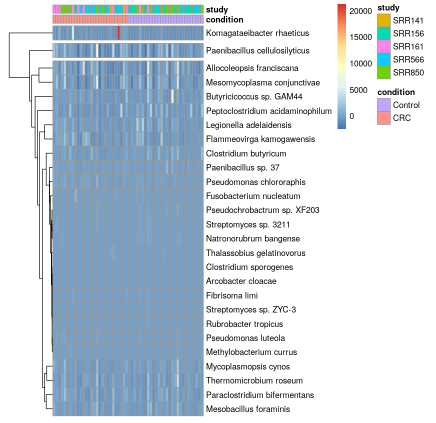 study
condition
Komagataeibacter rhaeticus
Paenibacillus cellulosilyticus
Allocoleopsis franciscana
Mesomycoplasma conjunctivae
Butyricicoccus sp. GAM44
Peptoclostridium acidaminophilum
Legionella adelaidensis
Flammeovirga kamogawensis
Clostridium butyricum
Paenibacillus sp. 37
Pseudomonas chlororaphis
Fusobacterium nucleatum
Pseudochrobactrum sp. XF203
Streptomyces sp. 3211
Natronorubrum bangense
Thalassobius gelatinovorus
Clostridium sporogenes
Arcobacter cloacae
Fibrisoma limi
Streptomyces sp. ZYC-3
Rubrobacter tropicus
Pseudomonas luteola
Methylobacterium currus
Mycoplasmopsis cynos
Thermomicrobium roseum
Paraclostridium bifermentans
Mesobacillus foraminis
20000
15000
10000
5000
0
study
SRR141
SRR156
SRR161
SRR566
SRR850
condition
Control
CRC